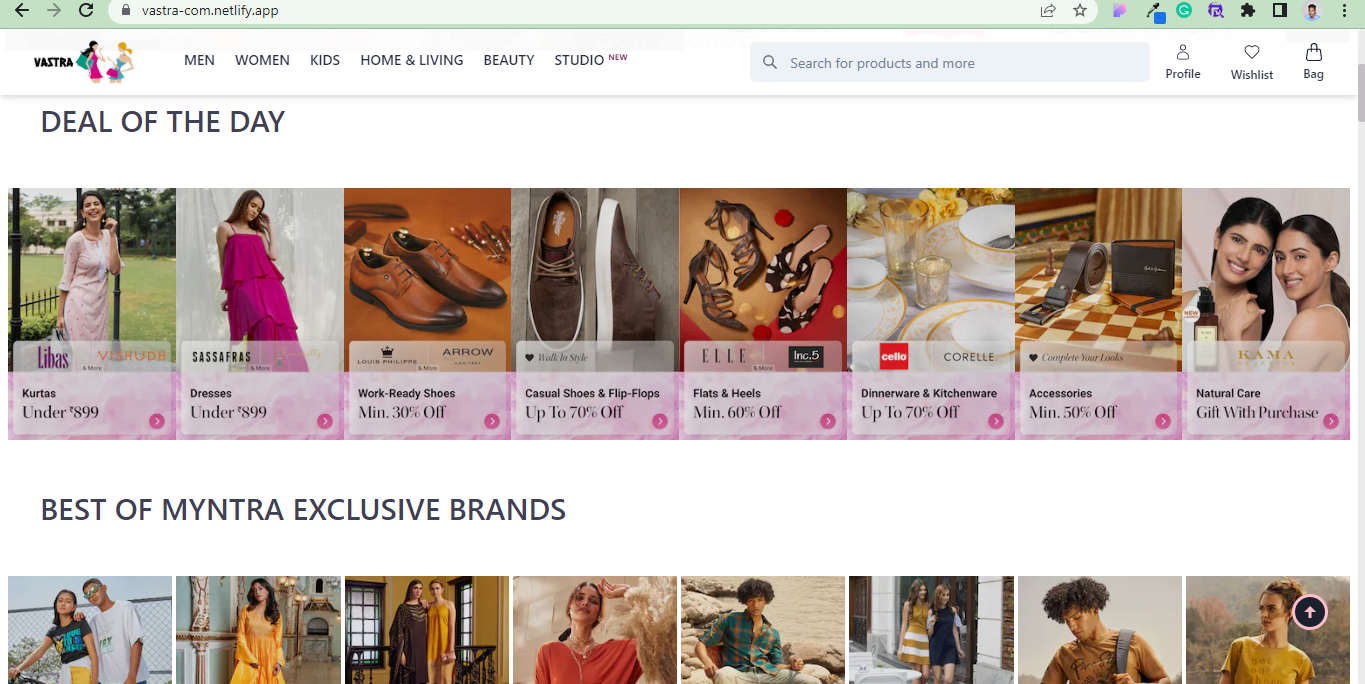 vastra-com.netlify.app
VASTRA
MEN WOMEN KIDS HOME & LIVING BEAUTY STUDIO NEW
Search for products and more
Profile Wishlist Bag
DEAL OF THE DAY
Libas VISHUDH
& More
Kurtas
Under ₹899
SASSAFRAS
& More
Dresses
Under ₹899
LOUIS PHILIPPE ARROW
& More
Work-Ready Shoes
Min. 30% Off
Walk In Style
Casual Shoes & Flip-Flops
Up To 70% Off
ELLE Inc.5
& More
Flats & Heels
Min. 60% Off
cello CORELLE.
Dinnerware & Kitchenware
Up To 70% Off
Complete Your Looks
Accessories
Min. 50% Off
NEW
KAMA
Natural Care
Gift With Purchase
BEST OF MYNTRA EXCLUSIVE BRANDS